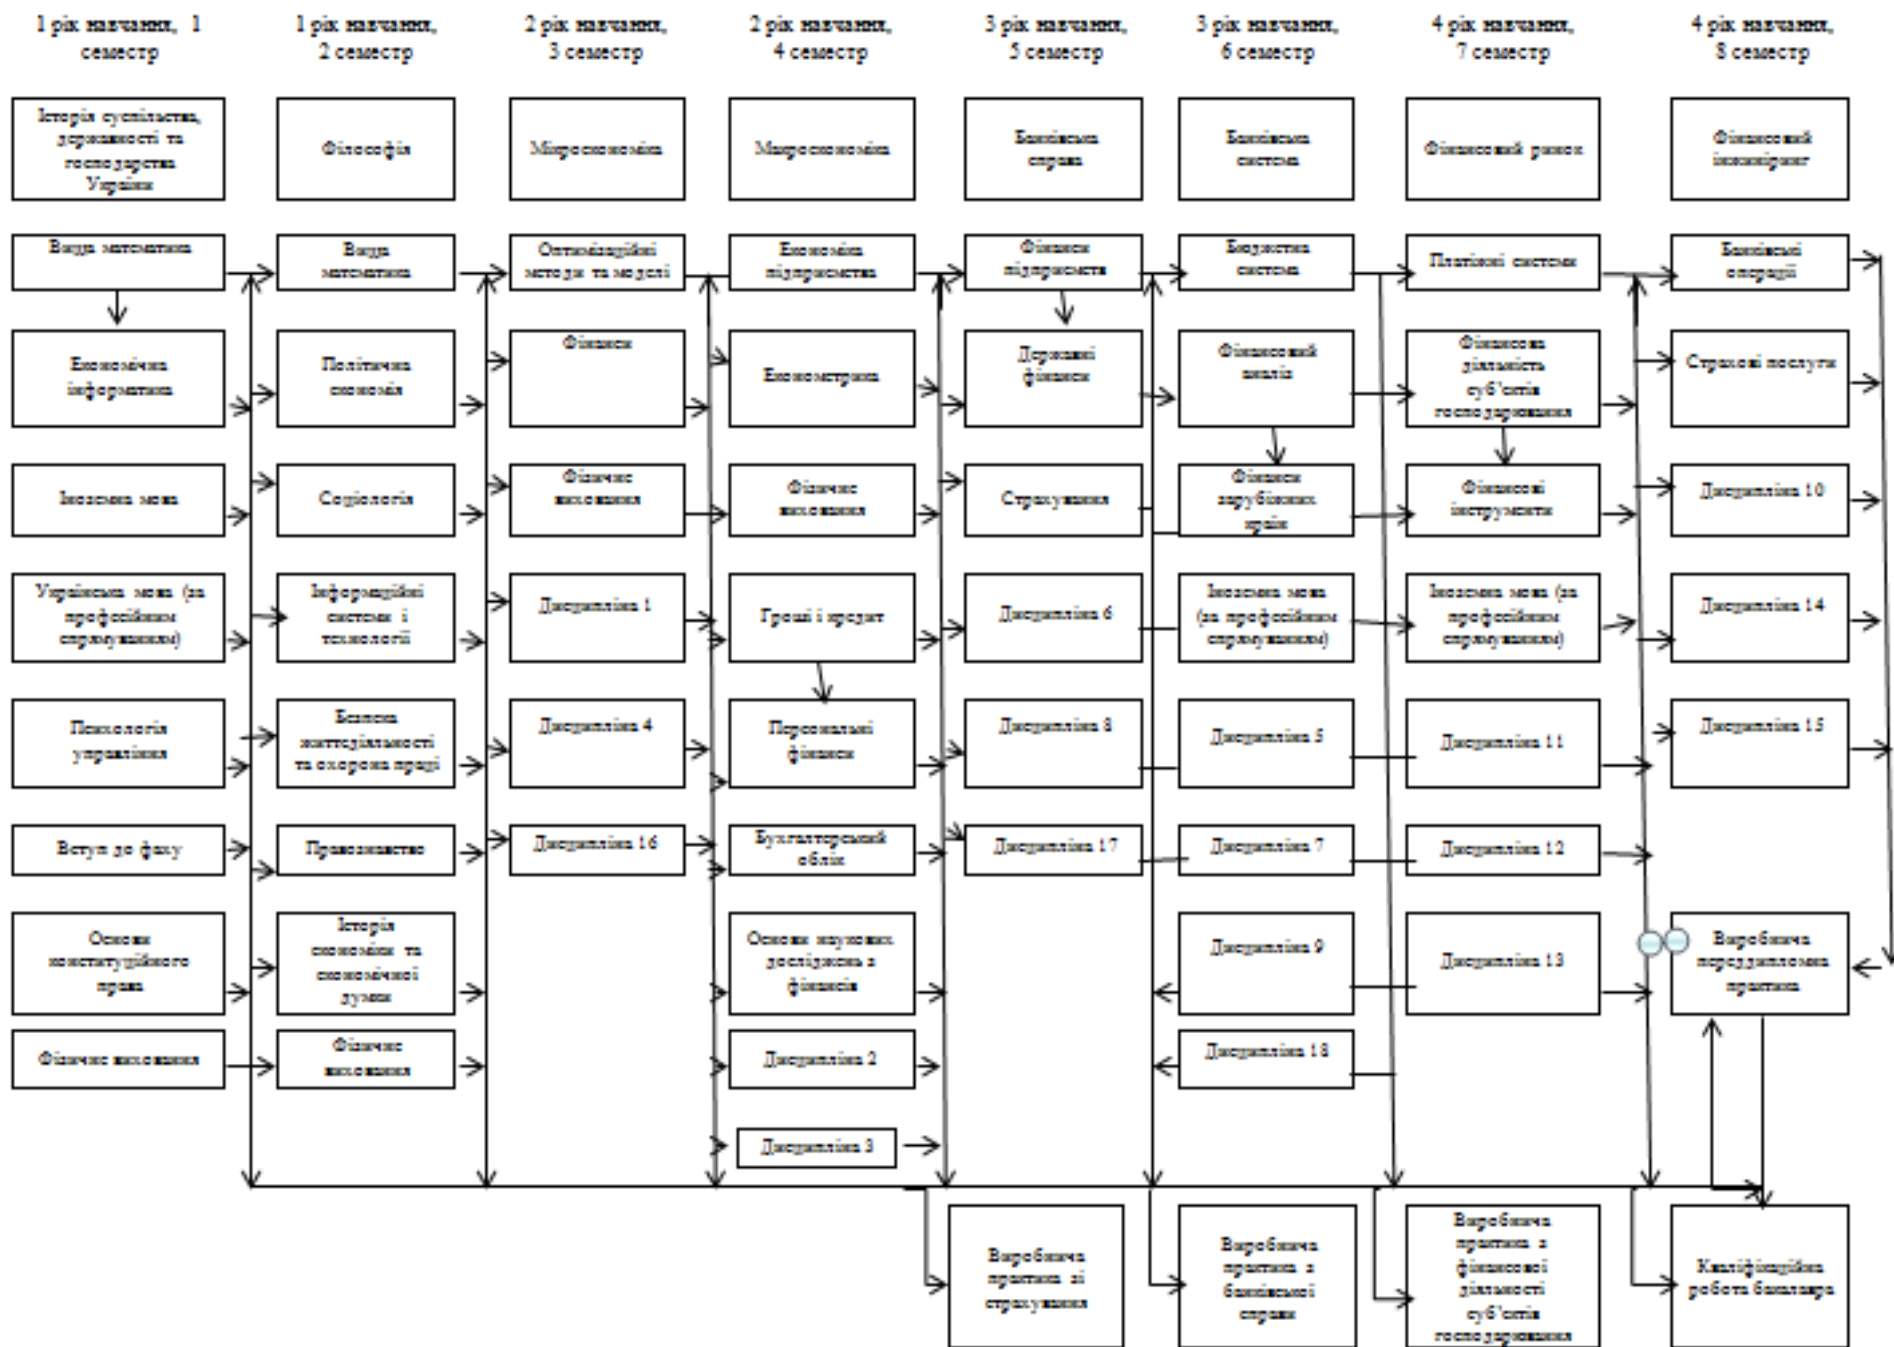 1 рік навчання, 1
семестр
1 рік навчання,
2 семестр
2 рік навчання,
3 семестр
2 рік навчання,
4 семестр
3 рік навчання,
5 семестр
3 рік навчання,
6 семестр
4 рік навчання,
7 семестр
4 рік навчання,
8 семестр
Історія суспільства,
державності та
господарства
України
Філософія
Мікроекономіка
Макроекономіка
Банківська
справа
Банківська
система
Фінансовий ринок
Фінансовий
інжиніринг
Вища математика
Вища
математика
Оптимізаційні
методи та моделі
Економіка
підприємства
Фінанси
підприємств
Бюджетна
система
Платіжні системи
Банківські
операції
Економічна
інформатика
Політична
економія
Фінанси
Економетрика
Державні
фінанси
Фінансовий
аналіз
Фінансова
діяльність
суб'єктів
господарювання
Страхові послуги
Іноземна мова
Соціологія
Фізичне
виховання
Фізичне
виховання
Страхування
Фінанси
зарубіжних
країн
Фінансові
інструменти
Дисципліна 10
Українська мова (за
професійним
спрямуванням)
Інформаційні
системи і
технології
Дисципліна 1
Гроші і кредит
Дисципліна 6
Іноземна мова
(за професійним
спрямуванням)
Іноземна мова (за
професійним
спрямуванням)
Дисципліна 14
Психологія
управління
Безпека
життєдіяльності
та охорона праці
Дисципліна 4
Персональні
фінанси
Дисципліна 8
Дисципліна 5
Дисципліна 11
Дисципліна 15
Вступ до фаху
Правознавство
Дисципліна 16
Бухгалтерський
облік
Дисципліна 17
Дисципліна 7
Дисципліна 12
Основи
конституційного
права
Історія
економіки та
економічної
думки
Основи наукових
досліджень з
фінансів
Дисципліна 9
Дисципліна 13
Виробнича
переддипломна
практика
Фізичне виховання
Фізичне
виховання
Дисципліна 2
Дисципліна 18
Дисципліна 3
Виробнича
практика зі
страхування
Виробнича
практика з
банківської
справи
Виробнича
практика з
фінансової
діяльності
суб'єктів
господарювання
Кваліфікаційна
робота бакалавра